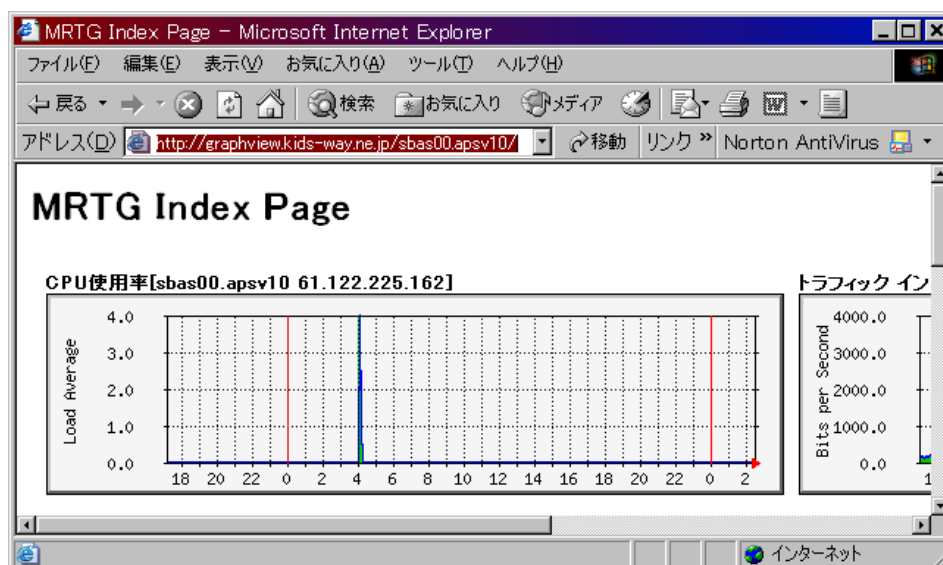 MRTG Index Page - Microsoft Internet Explorer
ファイル(F) 編集(E) 表示(V) お気に入り(A) ツール(T) ヘルプ(H)
戻る 検索 お気に入り メディア
アドレス(D) http://graphview.kids-way.ne.jp/sbas00.apsv10/ 移動 リンク » Norton AntiVirus
MRTG Index Page
CPU使用率[sbas00.apsv10 61.122.225.162]
トラフィック イン
Load Average
4.0
3.0
2.0
1.0
0.0
18 20 22 0 2 4 6 8 10 12 14 16 18 20 22 0 2
Bits per Second
4000.0
3000.0
2000.0
1000.0
0.0
1
インターネット